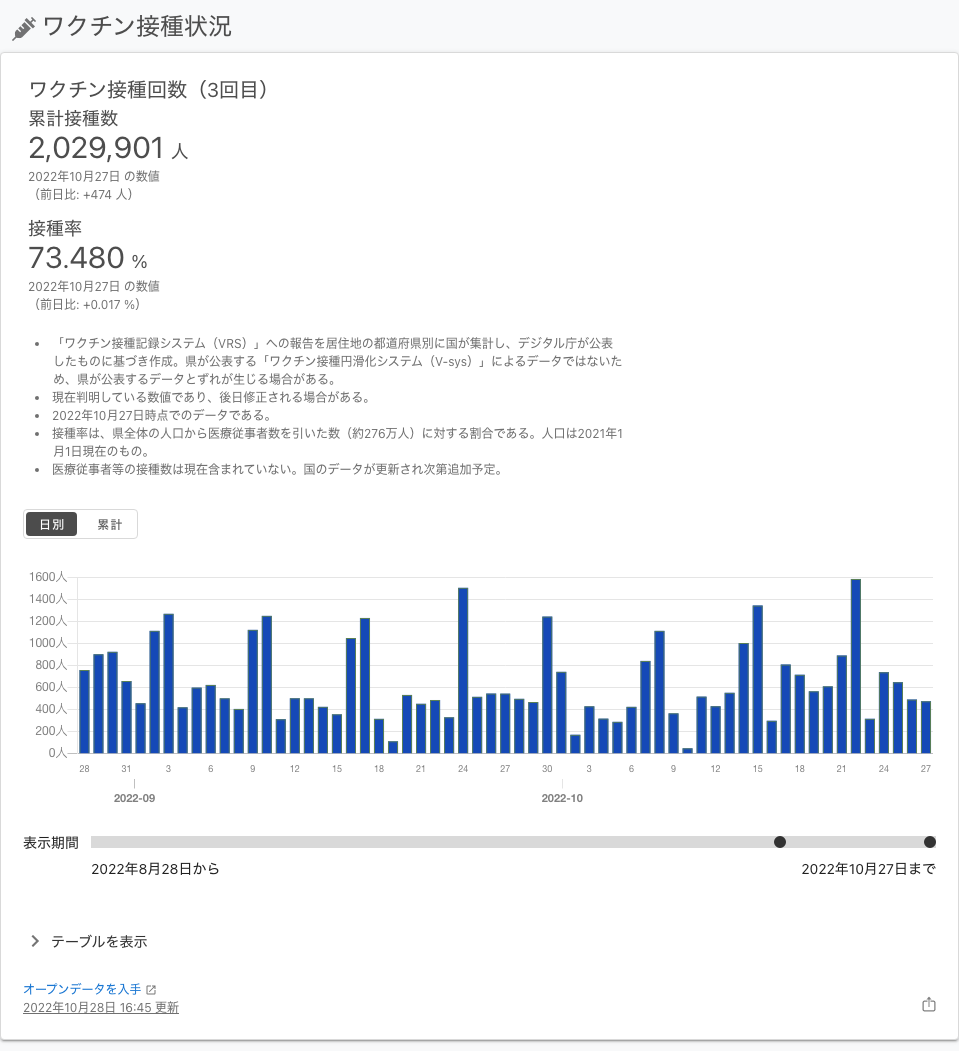 ワクチン接種状況
ワクチン接種回数（3回目）
累計接種数
2,029,901 人
2022年10月27日 の数値
（前日比: +474 人）
接種率
73.480 %
2022年10月27日 の数値
（前日比: +0.017 %）
• 「ワクチン接種記録システム（VRS）」への報告を居住地の都道府県別に国が集計し、デジタル庁が公表
したものに基づき作成。県が公表する「ワクチン接種円滑化システム（V-sys）」によるデータではないた
め、県が公表するデータとずれが生じる場合がある。
• 現在判明している数値であり、後日修正される場合がある。
• 2022年10月27日時点でのデータである。
• 接種率は、県全体の人口から医療従事者数を引いた数（約276万人）に対する割合である。人口は2021年1
月1日現在のもの。
• 医療従事者等の接種数は現在含まれていない。国のデータが更新され次第追加予定。
日別 累計
1600人
1400人
1200人
1000人
800人
600人
400人
200人
0人
28 31 3 6 9 12 15 18 21 24 27 30 3 6 9 12 15 18 21 24 27
2022-09 2022-10
表示期間
2022年8月28日から 2022年10月27日まで
テーブルを表示
オープンデータを入手
2022年10月28日 16:45 更新